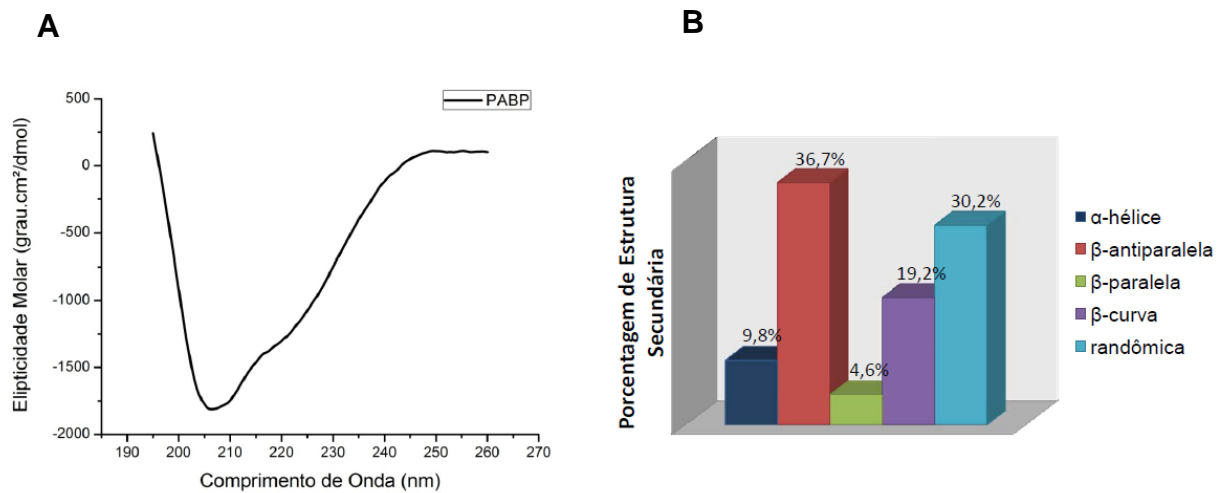 A
B
PABP
500
0
-500
-1000
-1500
-2000
Elipticidade Molar (grau.cm²/dmol)
190 200 210 220 230 240 250 260 270
Comprimento de Onda (nm)
Porcentagem de Estrutura
Secundária
9,8%
36,7%
4,6%
19,2%
30,2%
α-hélice
β-antiparalela
β-paralela
β-curva
randômica